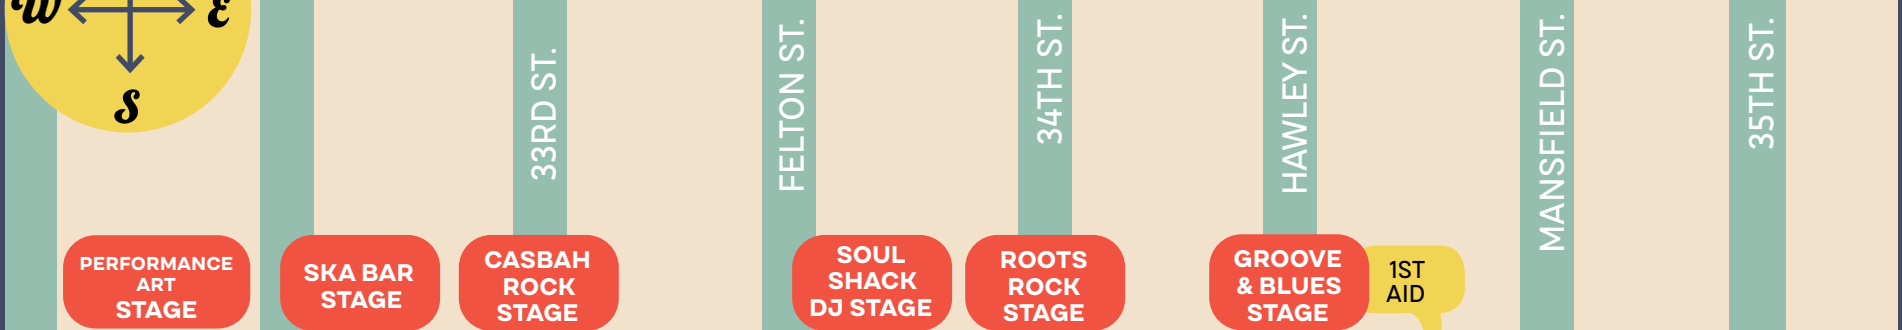 W E
S
33RD ST.
FELTON ST.
34TH ST.
HAWLEY ST.
MANSFIELD ST.
35TH ST.
PERFORMANCE
ART
STAGE
SKA BAR
STAGE
CASBAH
ROCK
STAGE
SOUL
SHACK
DJ STAGE
ROOTS
ROCK
STAGE
GROOVE
& BLUES
STAGE
1ST
AID